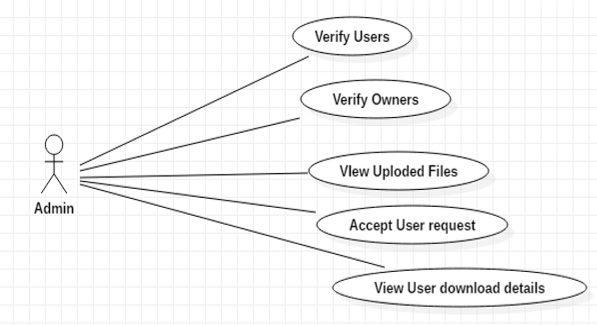 Verify Users
Verify Owners
VIew Uploded Files
Admin
Accept User request
View User download details